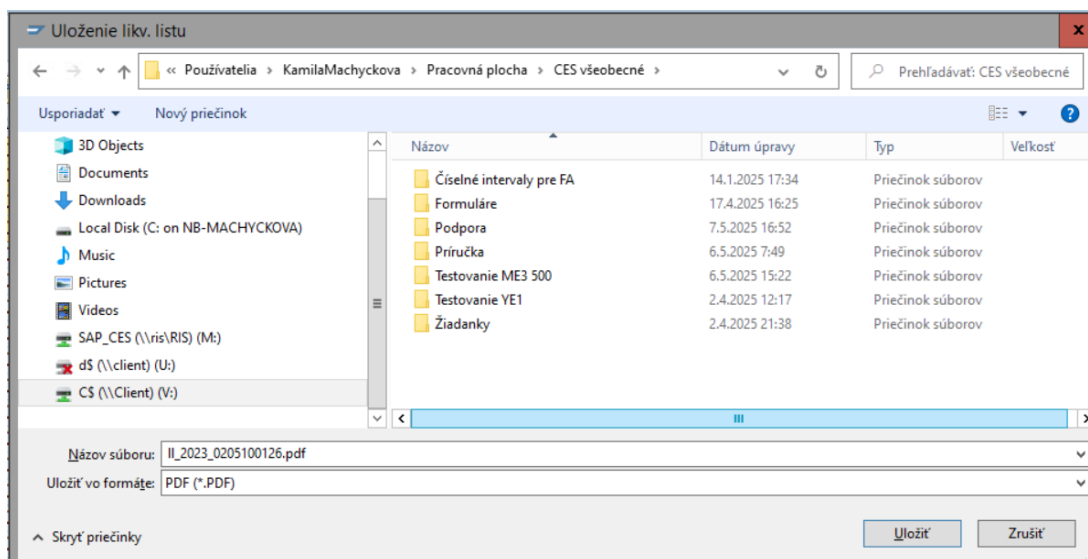 Uloženie likv. listu
x
« Používatelia › KamilaMachyckova › Pracovná plocha › CES všeobecné ›
Prehľadávať: CES všeobecné
Usporiadať
Nový priečinok
?
3D Objects
Documents
Downloads
Local Disk (C: on NB-MACHYCKOVA)
Music
Pictures
Videos
SAP_CES (\\ris\RIS) (M:)
d$ (\\client) (U:)
C$ (\\Client) (V:)
Názov Dátum úpravy Typ Veľkosť
Číselné intervaly pre FA 14.1.2025 17:34 Priečinok súborov
Formuláre 17.4.2025 16:25 Priečinok súborov
Podpora 7.5.2025 16:52 Priečinok súborov
Príručka 6.5.2025 7:49 Priečinok súborov
Testovanie ME3 500 6.5.2025 15:22 Priečinok súborov
Testovanie YE1 2.4.2025 12:17 Priečinok súborov
Žiadanky 2.4.2025 21:38 Priečinok súborov
Názov súboru: ll_2023_0205100126.pdf
Uložiť vo formáte: PDF (*.PDF)
Skryť priečinky
Uložiť
Zrušiť